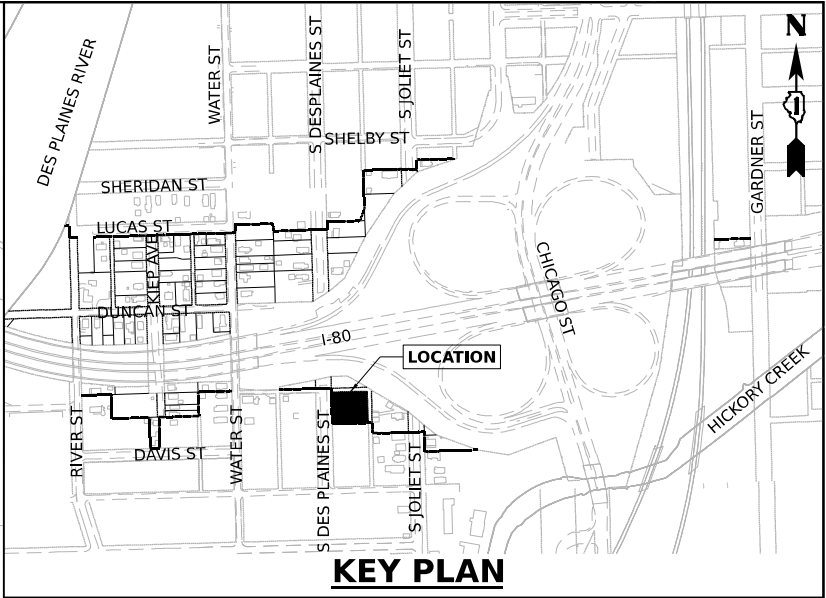 N
1
DES PLAINES RIVER
WATER ST
S DESPLAINES ST
S JOLIET ST
SHELBY ST
GARDNER ST
SHERIDAN ST
LUCAS ST
KIEP AVE
CHICAGO ST
DUNCAN ST
I-80
LOCATION
HICKORY CREEK
RIVER ST
DAVIS ST
WATER ST
S DES PLAINES ST
S JOLIET ST
KEY PLAN